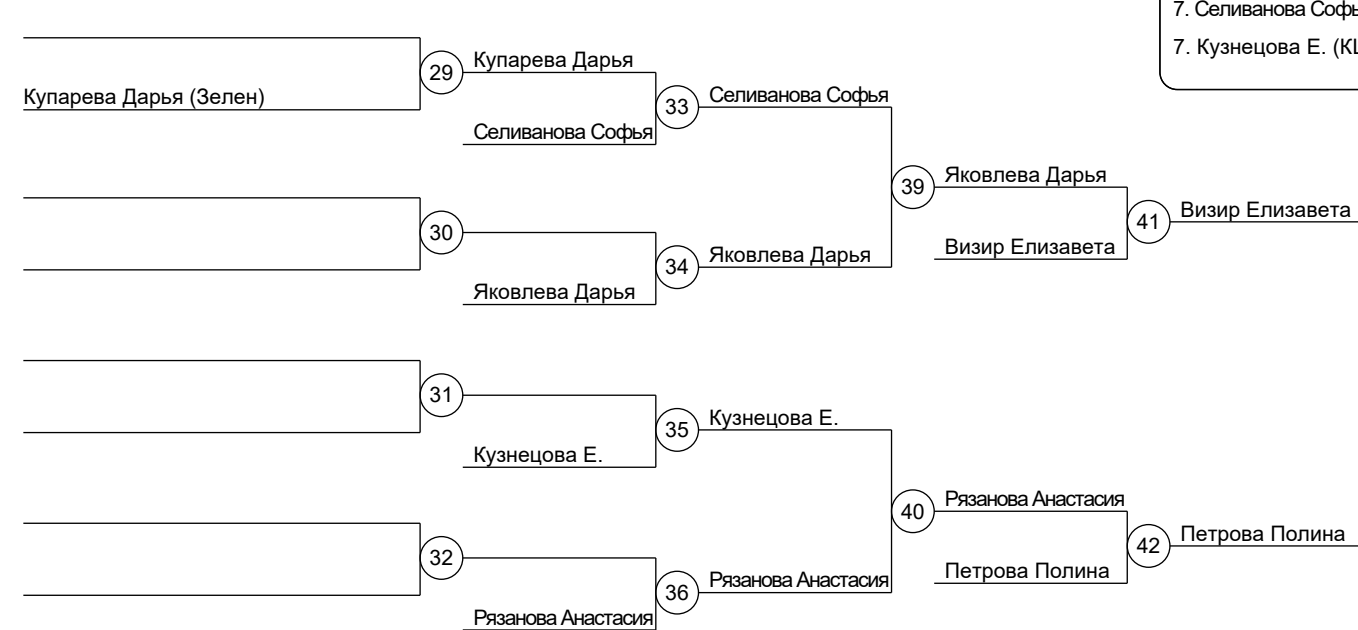 7. Селиванова Софь
7. Кузнецова Е. (КЦ
29
Купарева Дарья
Купарева Дарья (Зелен)
33
Селиванова Софья
Селиванова Софья
39
Яковлева Дарья
41
Визир Елизавета
Визир Елизавета
30
34
Яковлева Дарья
Яковлева Дарья
31
35
Кузнецова Е.
Кузнецова Е.
40
Рязанова Анастасия
42
Петрова Полина
Петрова Полина
32
36
Рязанова Анастасия
Рязанова Анастасия